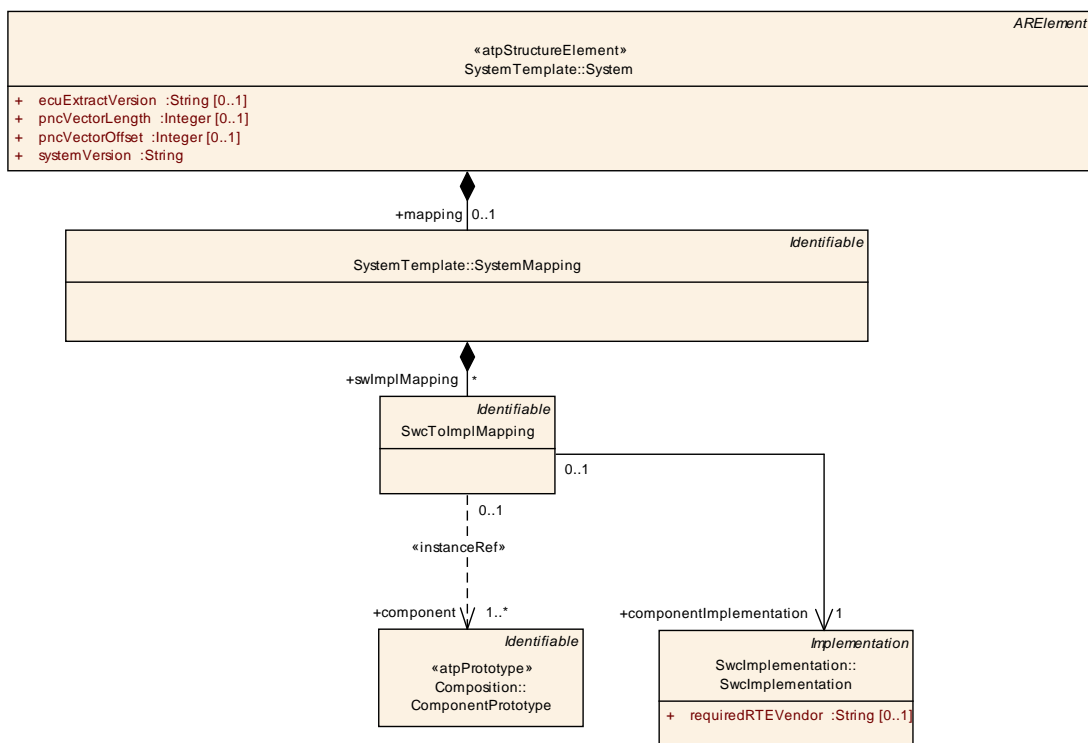 ARElement
«atpStructureElement»
SystemTemplate::System
+ ecuExtractVersion :String [0..1]
+ pncVectorLength :Integer [0..1]
+ pncVectorOffset :Integer [0..1]
+ systemVersion :String
+mapping 0..1
Identifiable
SystemTemplate::SystemMapping
+swImplMapping *
Identifiable
SwcToImplMapping
0..1
0..1
«instanceRef»
+component 1..*
+componentImplementation 1
Identifiable
«atpPrototype»
Composition::
ComponentPrototype
Implementation
SwcImplementation::
SwcImplementation
+ requiredRTEVendor :String [0..1]